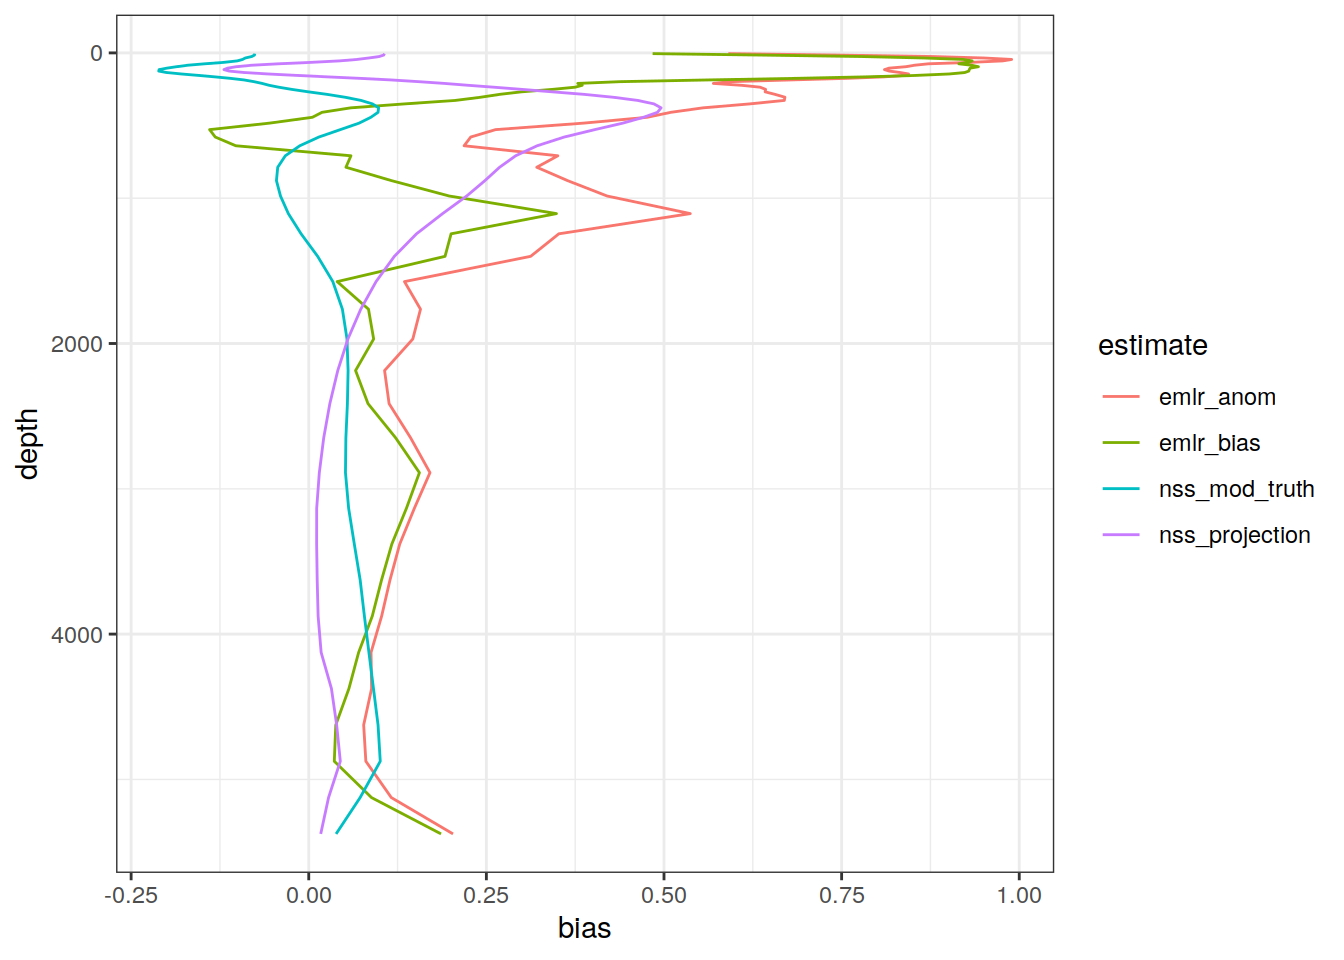 0
2000
4000
depth
-0.25
0.00
0.25
0.50
0.75
1.00
bias
estimate
emlr_anom
emlr_bias
nss_mod_truth
nss_projection